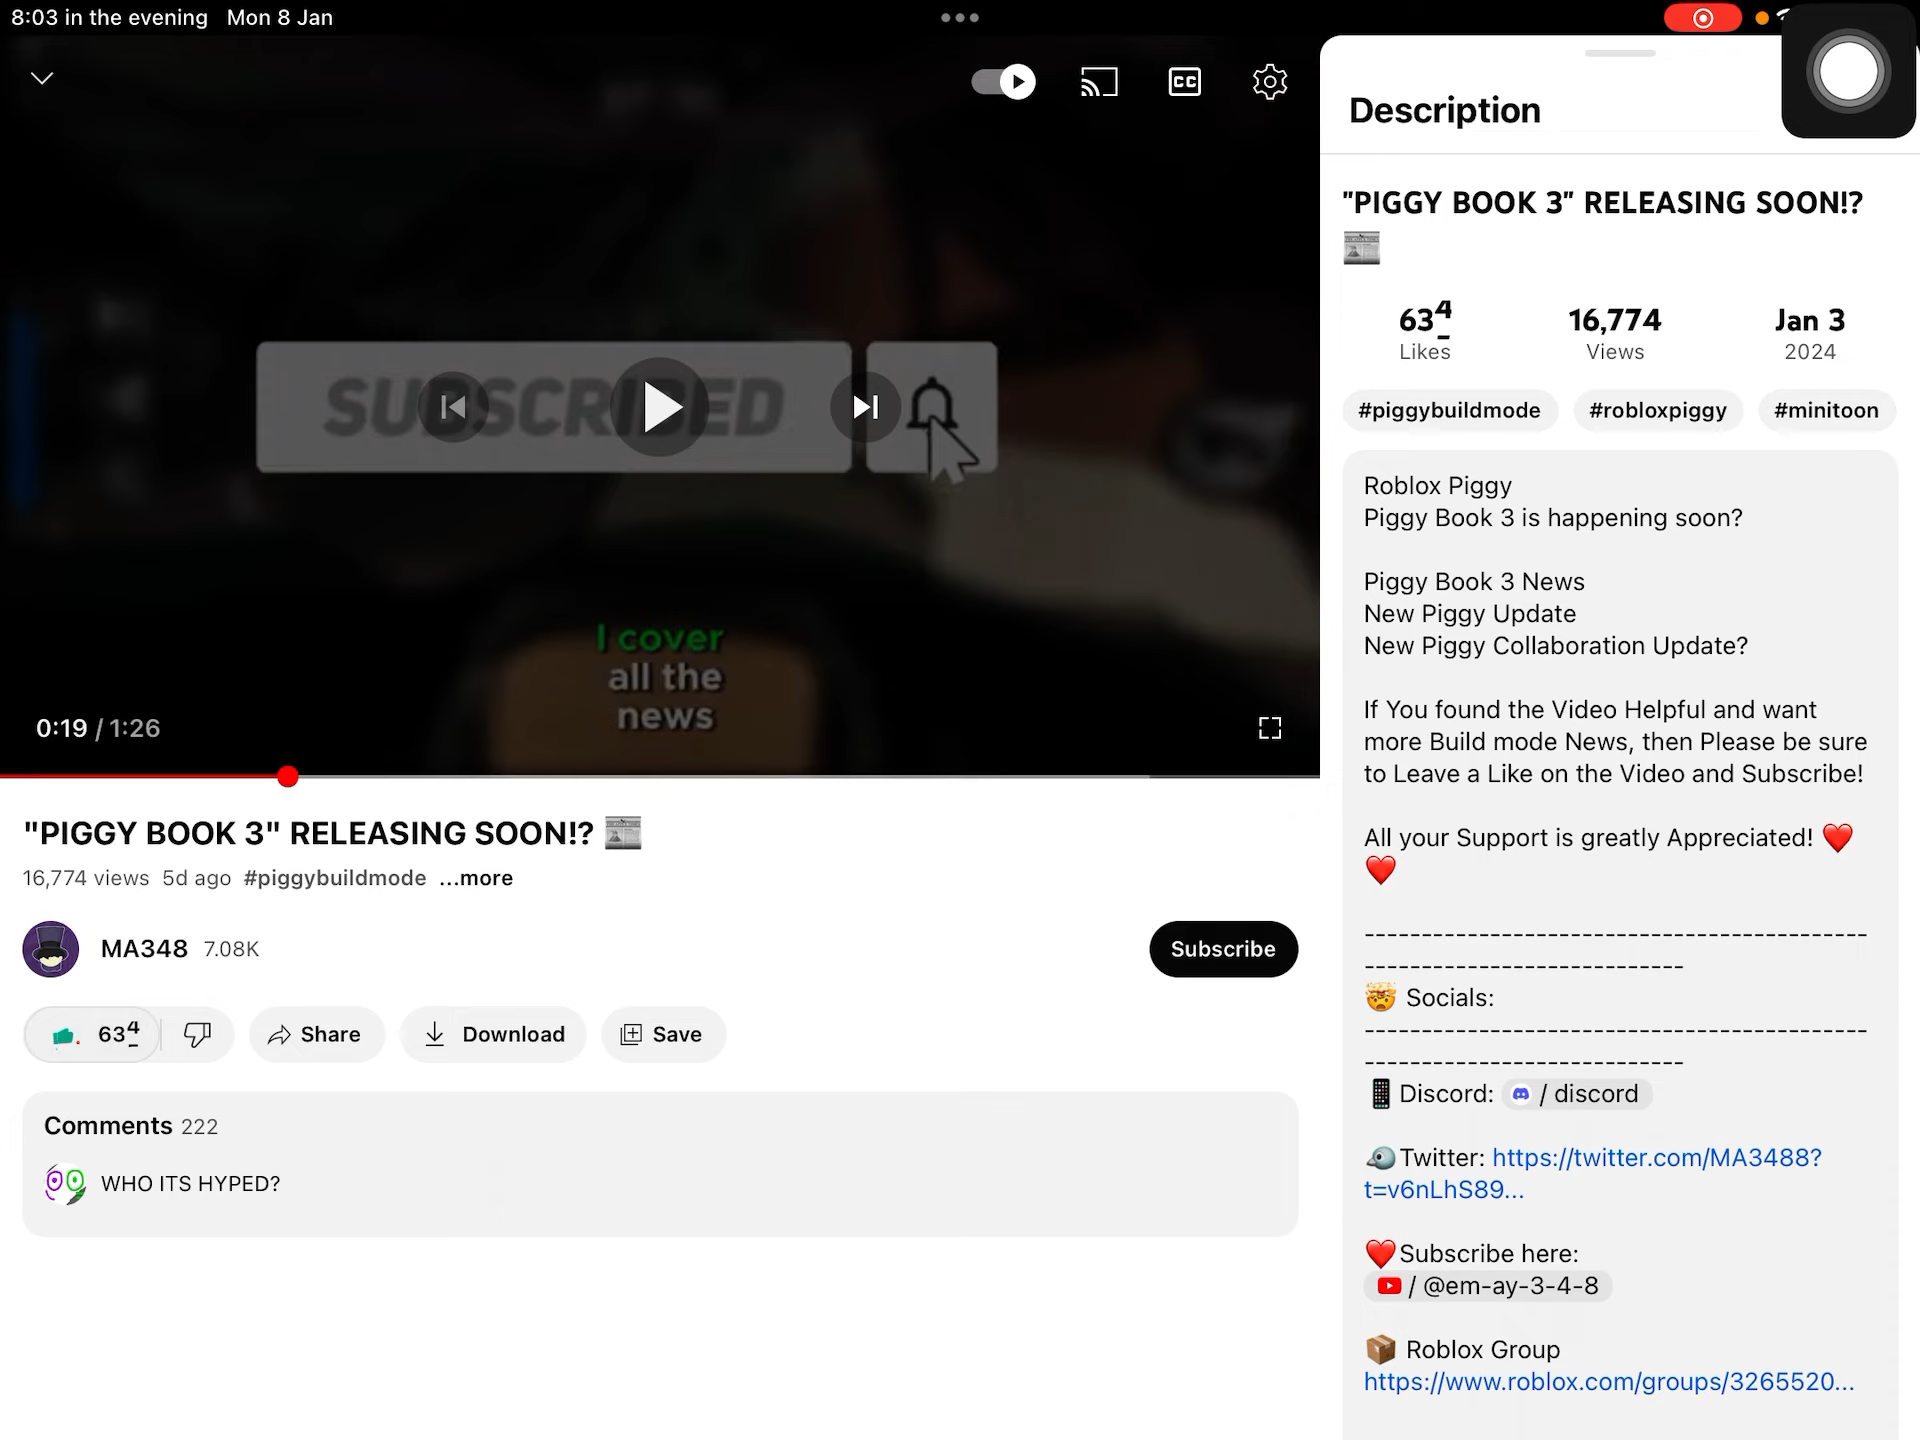 8:03 in the evening Mon 8 Jan
CC
SUBSCRIBED
I cover
all the
news
0:19 / 1:26
"PIGGY BOOK 3" RELEASING SOON!? 📰
16,774 views 5d ago #piggybuildmode ...more
MA348 7.08K
Subscribe
634 Share Download Save
Comments 222
WHO ITS HYPED?
Description
"PIGGY BOOK 3" RELEASING SOON!?
📰
634 16,774 Jan 3
Likes Views 2024
#piggybuildmode #robloxpiggy #minitoon
Roblox Piggy
Piggy Book 3 is happening soon?
Piggy Book 3 News
New Piggy Update
New Piggy Collaboration Update?
If You found the Video Helpful and want
more Build mode News, then Please be sure
to Leave a Like on the Video and Subscribe!
All your Support is greatly Appreciated! ❤️
❤️
--------------------------------------------
----------------------------
🤯 Socials:
--------------------------------------------
----------------------------
📱Discord: / discord
🐦Twitter: https://twitter.com/MA3488?
t=v6nLhS89...
❤️Subscribe here:
/ @em-ay-3-4-8
📦 Roblox Group
https://www.roblox.com/groups/3265520...